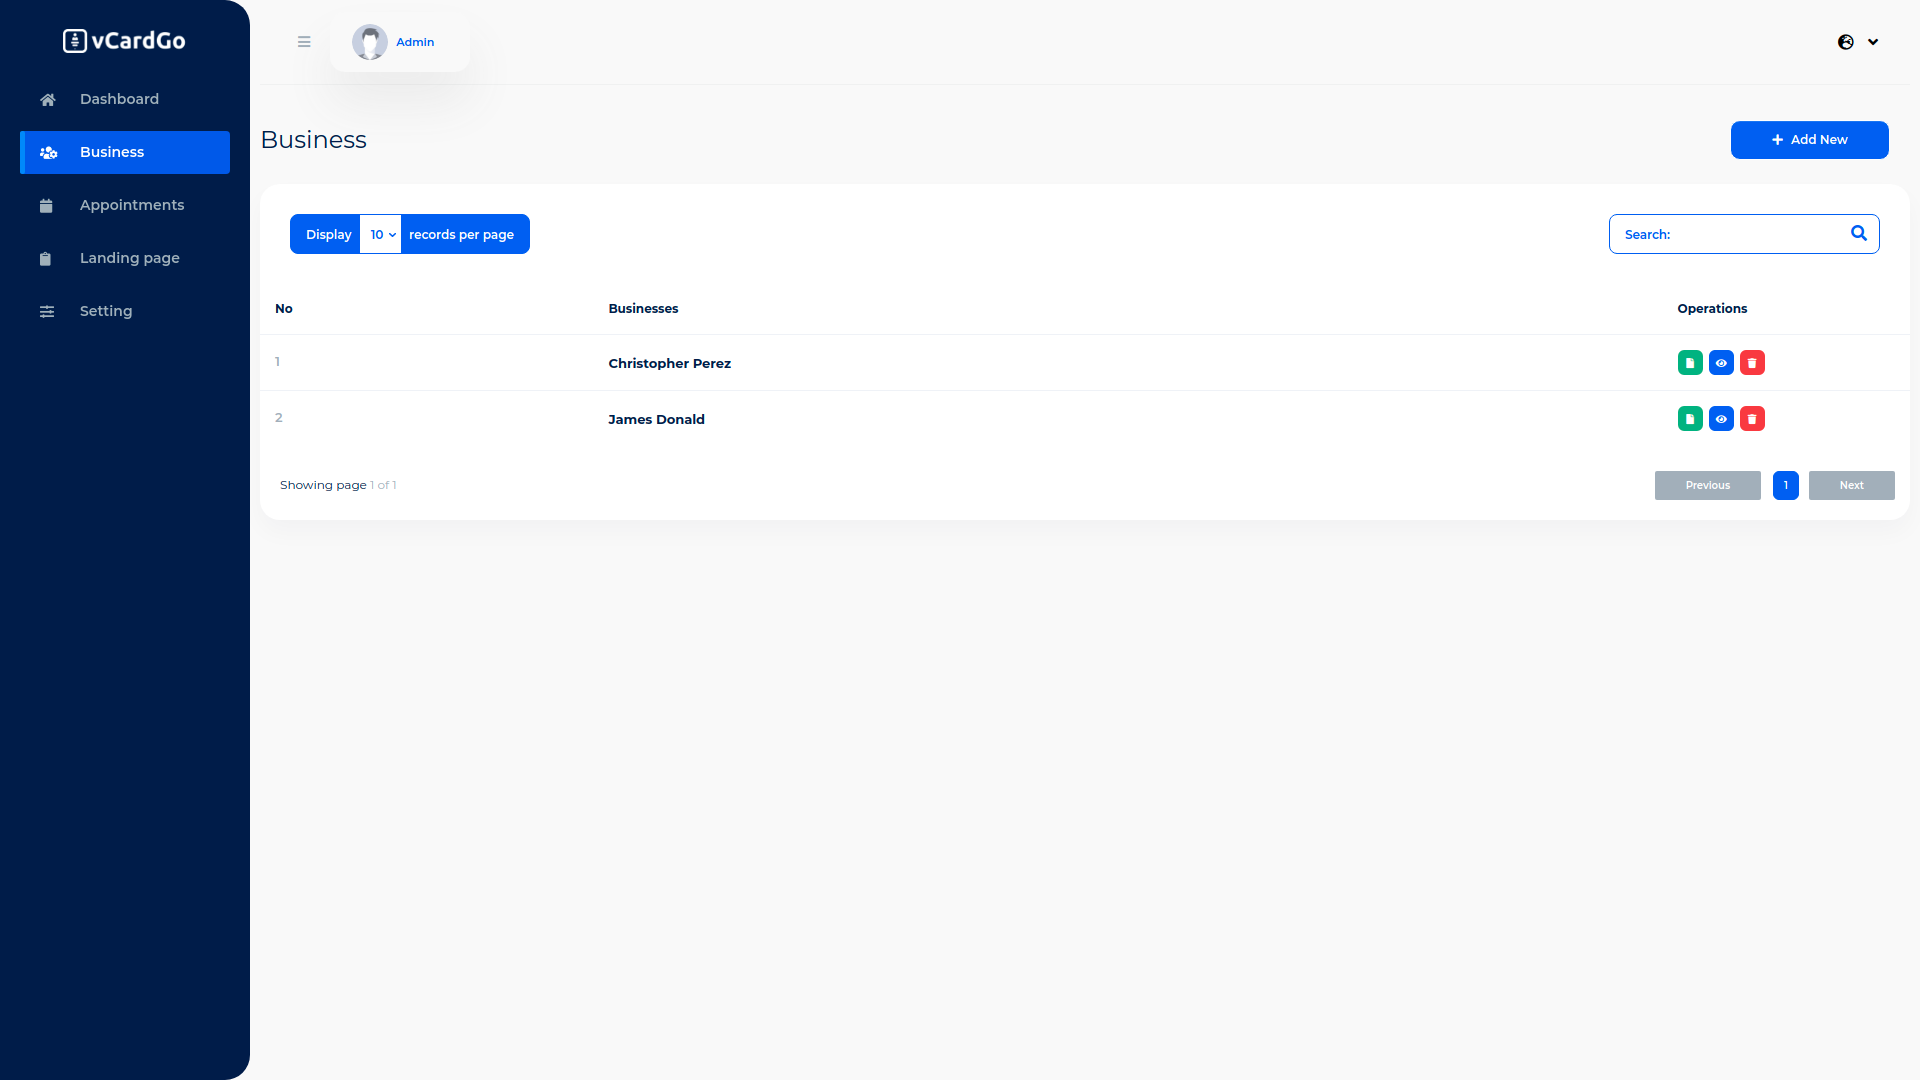 vCardGo
Admin
Dashboard
Business
Appointments
Landing page
Setting
Business
Add New
Display 10 records per page
Search:
No Businesses Operations
1 Christopher Perez
2 James Donald
Showing page 1 of 1
Previous 1 Next